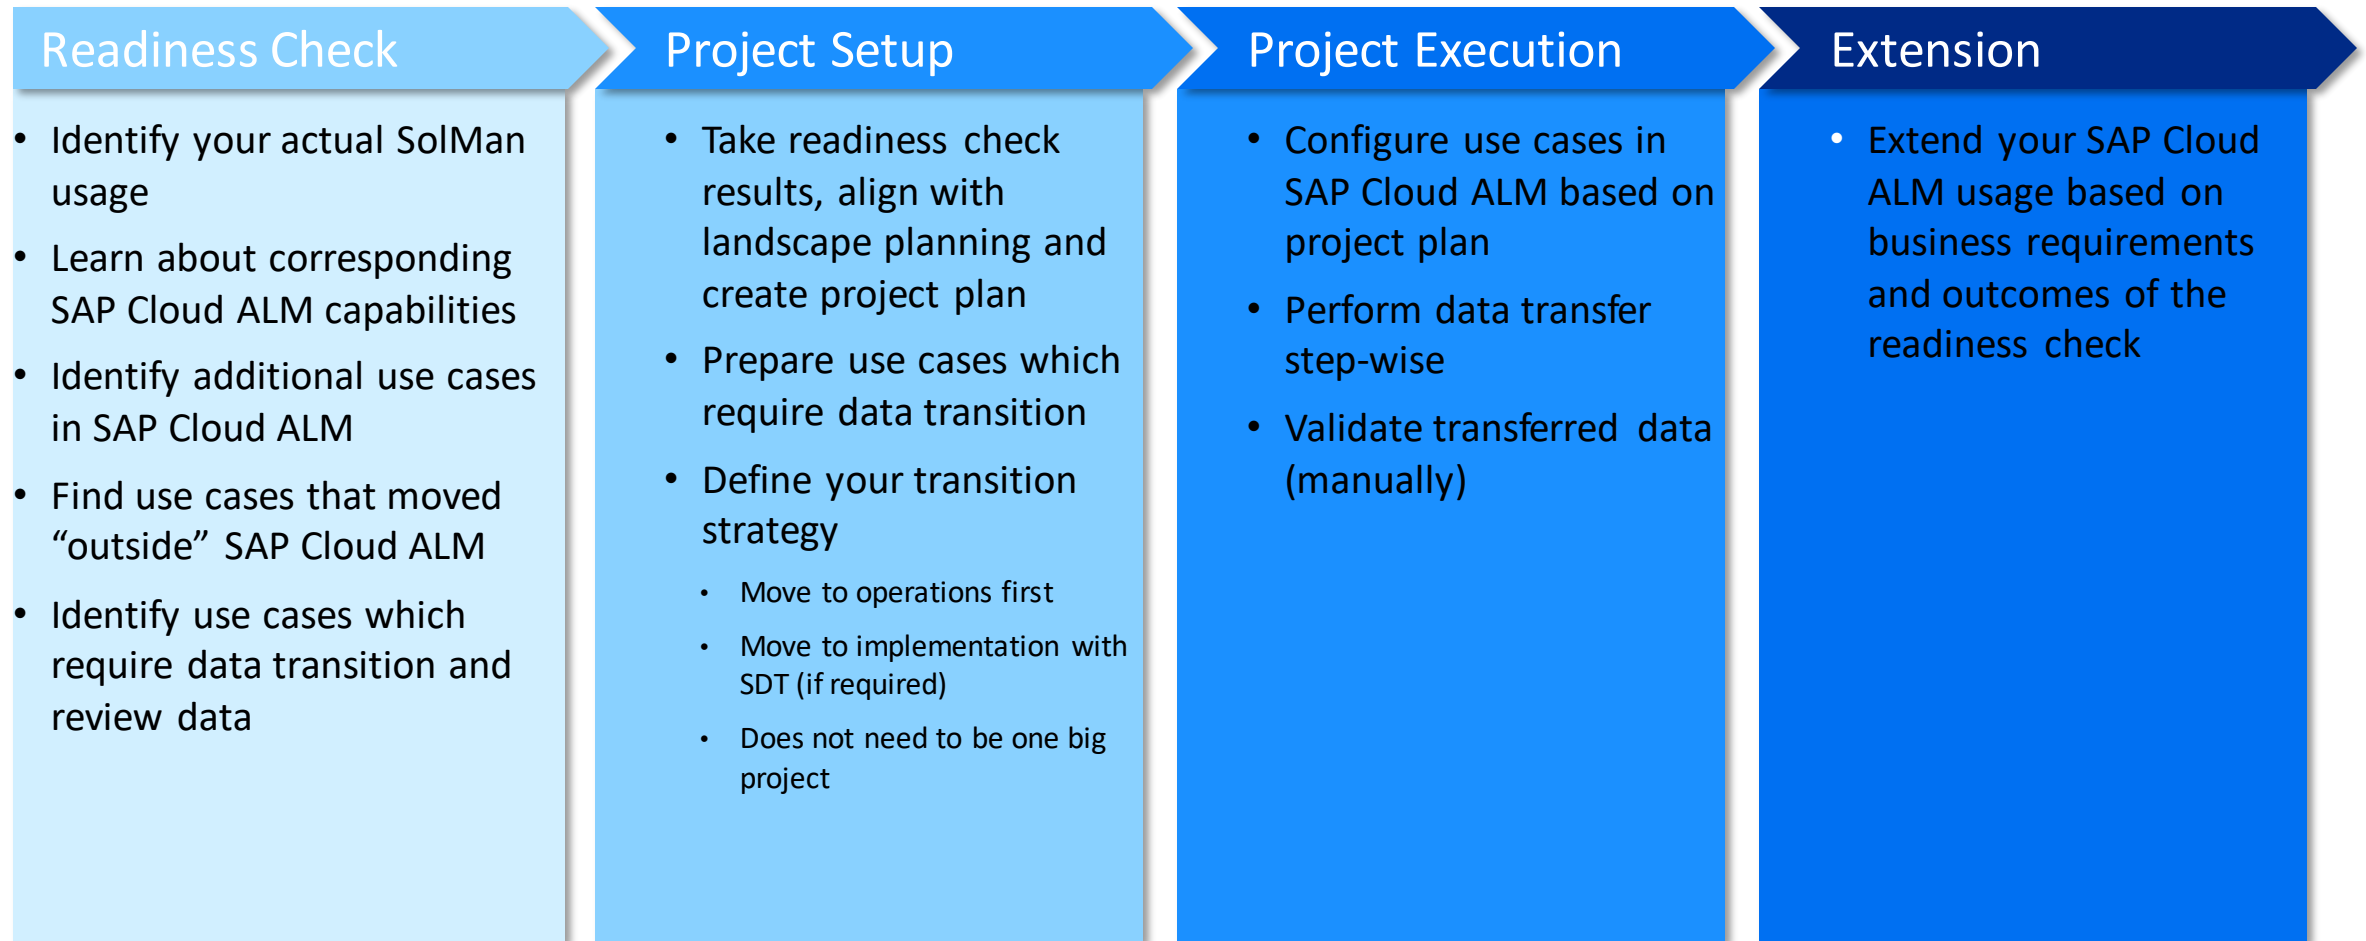 Readiness Check
• Identify your actual SolMan
usage
• Learn about corresponding
SAP Cloud ALM capabilities
• Identify additional use cases
in SAP Cloud ALM
• Find use cases that moved
“outside” SAP Cloud ALM
• Identify use cases which
require data transition and
review data
Project Setup
• Take readiness check
results, align with
landscape planning and
create project plan
• Prepare use cases which
require data transition
• Define your transition
strategy
• Move to operations first
• Move to implementation with
SDT (if required)
• Does not need to be one big
project
Project Execution
• Configure use cases in
SAP Cloud ALM based on
project plan
• Perform data transfer
step-wise
• Validate transferred data
(manually)
Extension
• Extend your SAP Cloud
ALM usage based on
business requirements
and outcomes of the
readiness check